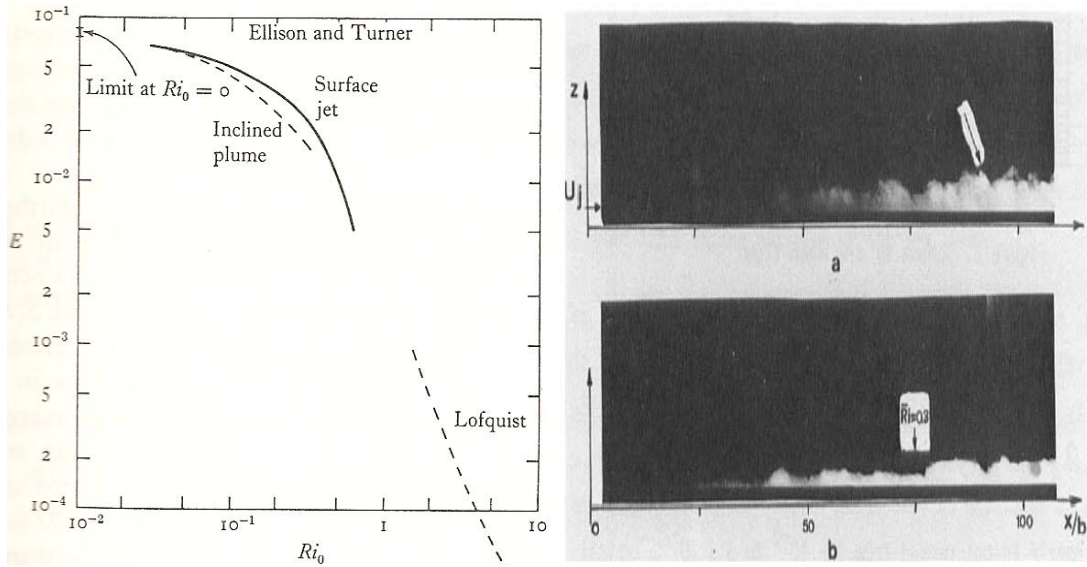 10⁻¹
5
2
10⁻²
5
2
10⁻³
5
2
10⁻⁴
E
10⁻²
10⁻¹
1
10
Ri₀
Ellison and Turner
Limit at Ri₀ = 0
Surface
jet
Inclined
plume
Lofquist
z
Uj
a
R̅i=0.3
0
50
100
X/b
b